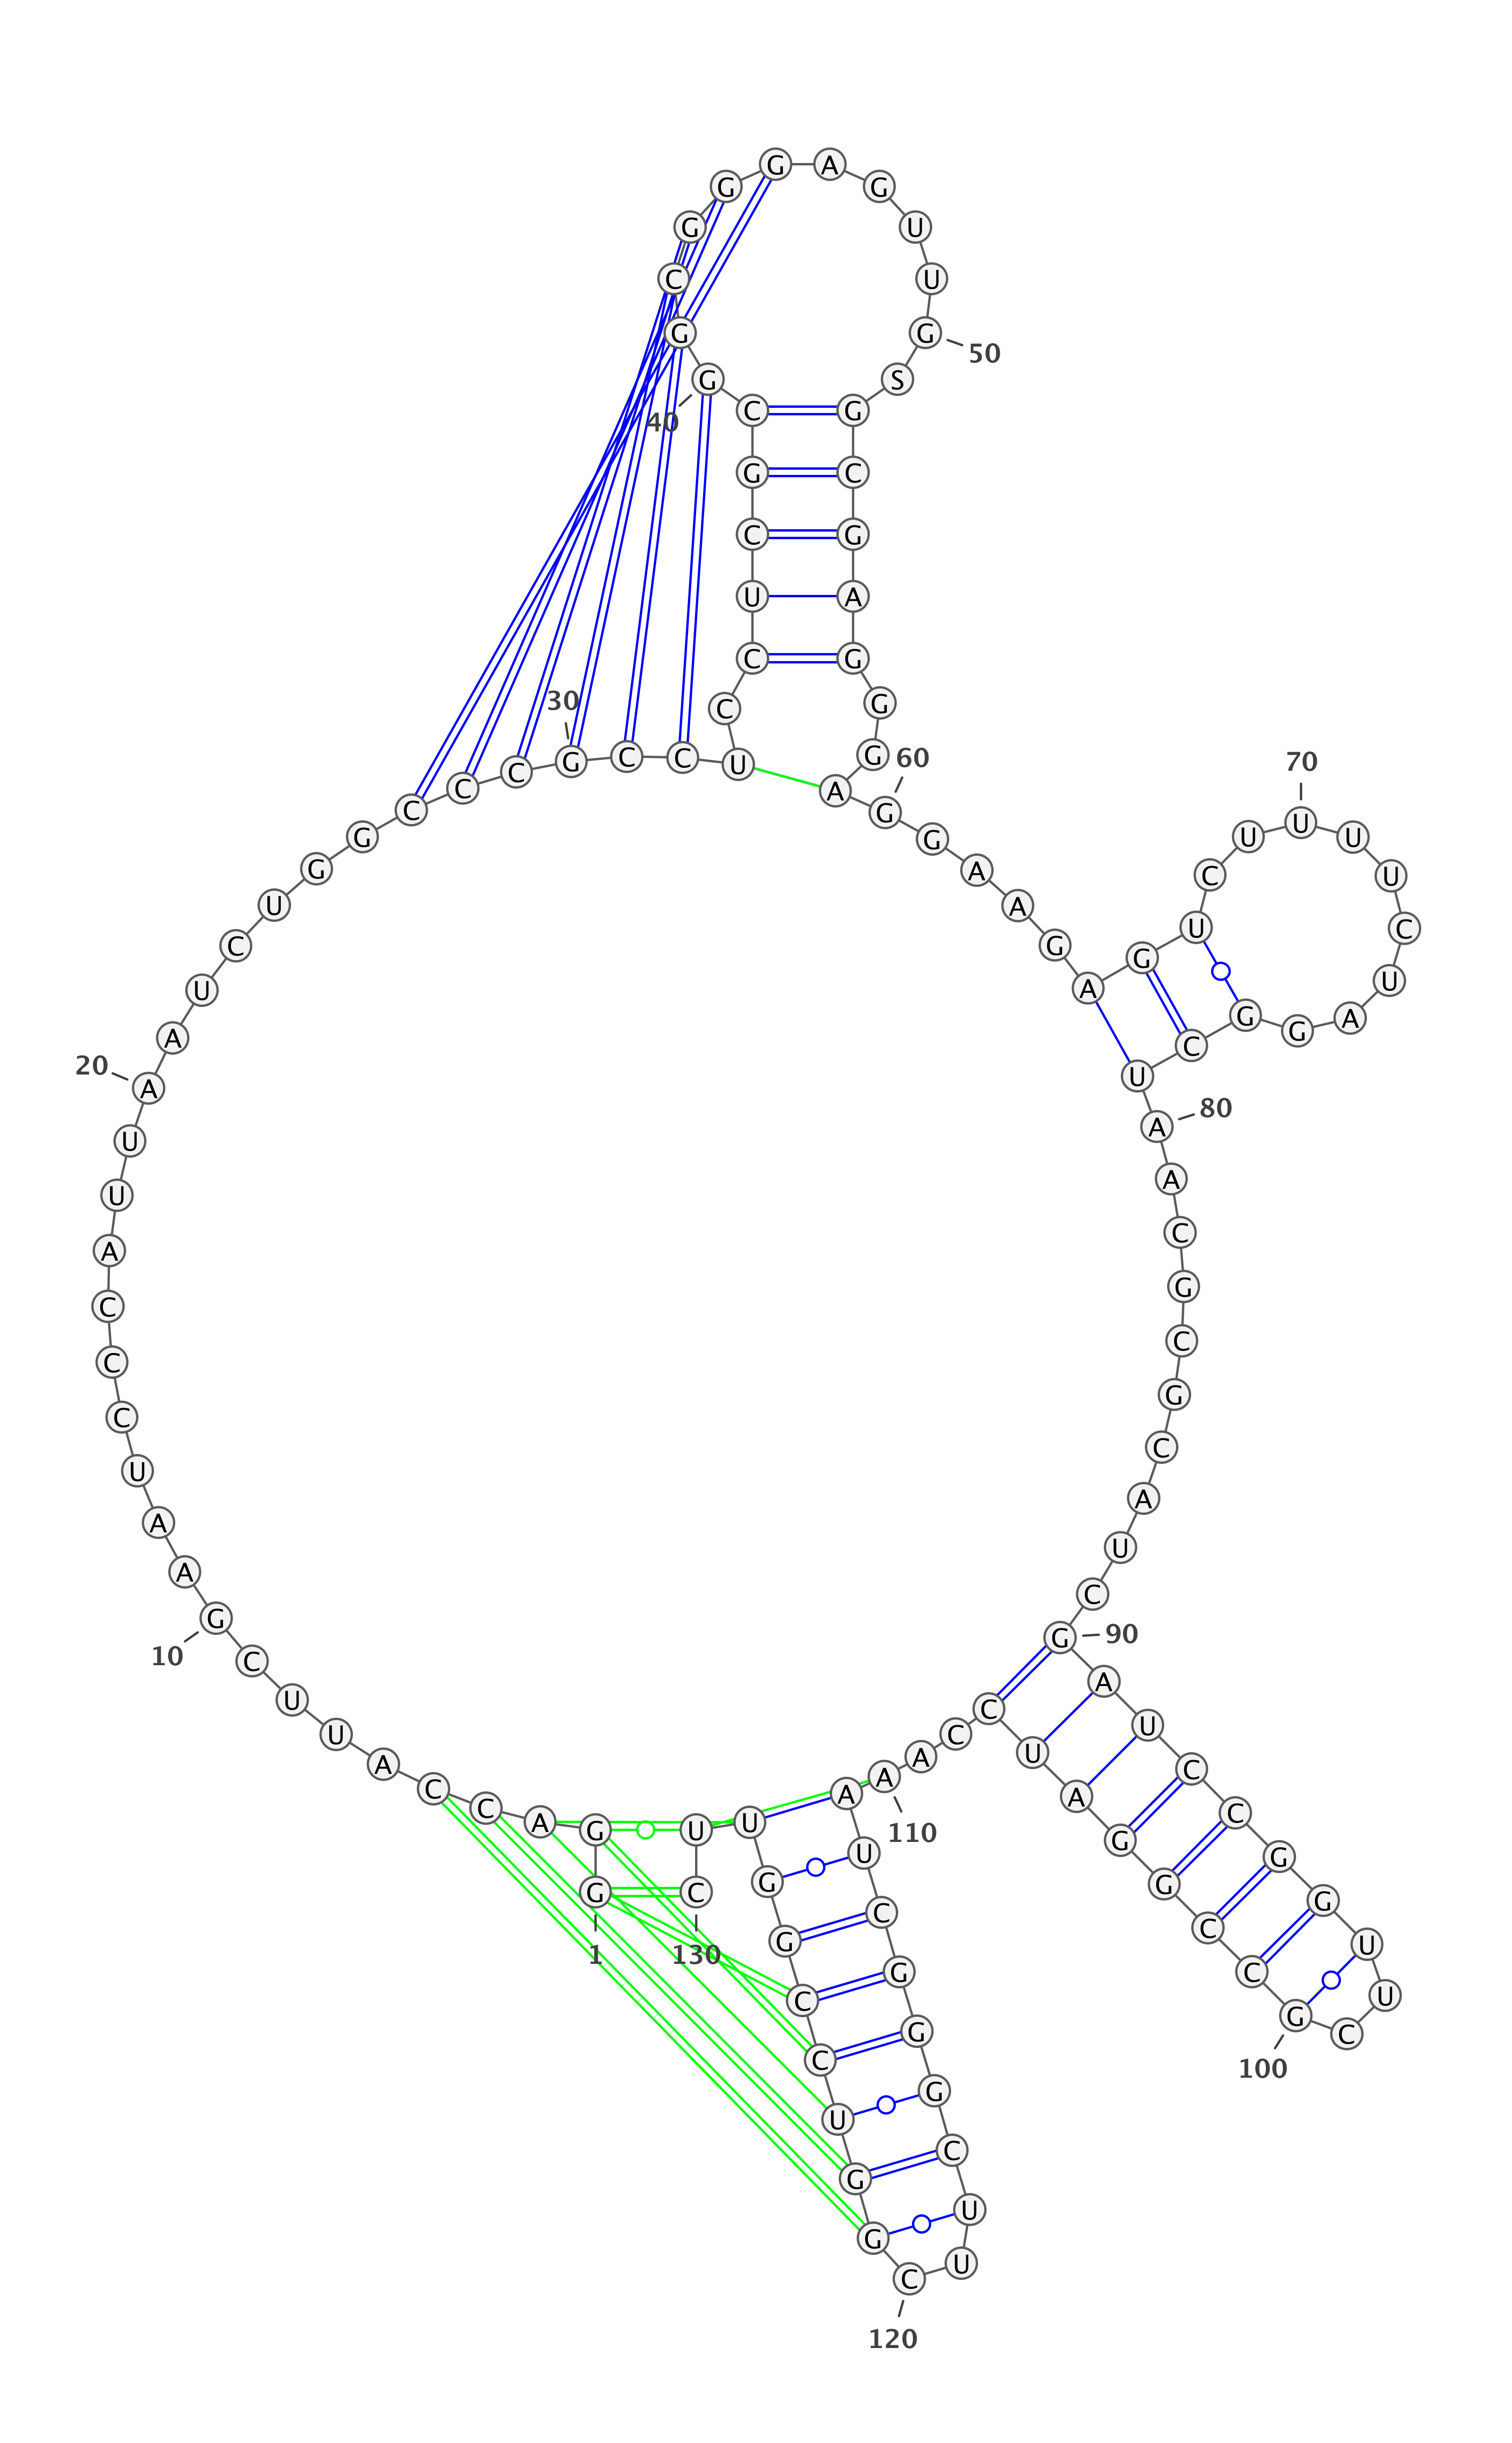 1
G G A C C A U U C G
10
A A U C C C A U U A
20
A U C U G G C C C G
30
C C U C C U C G C G
40
G C G G G A G U U G
50
S G C G A G G G A G
60
G A A G A G U C U U
70
U U C U A G G C U A
80
A C G C G C A U C G
90
A U C C G G U U C G
100
C C G G A U C C A A
110
A U C G G G C U U C
120
G G U C C G G U U C
130